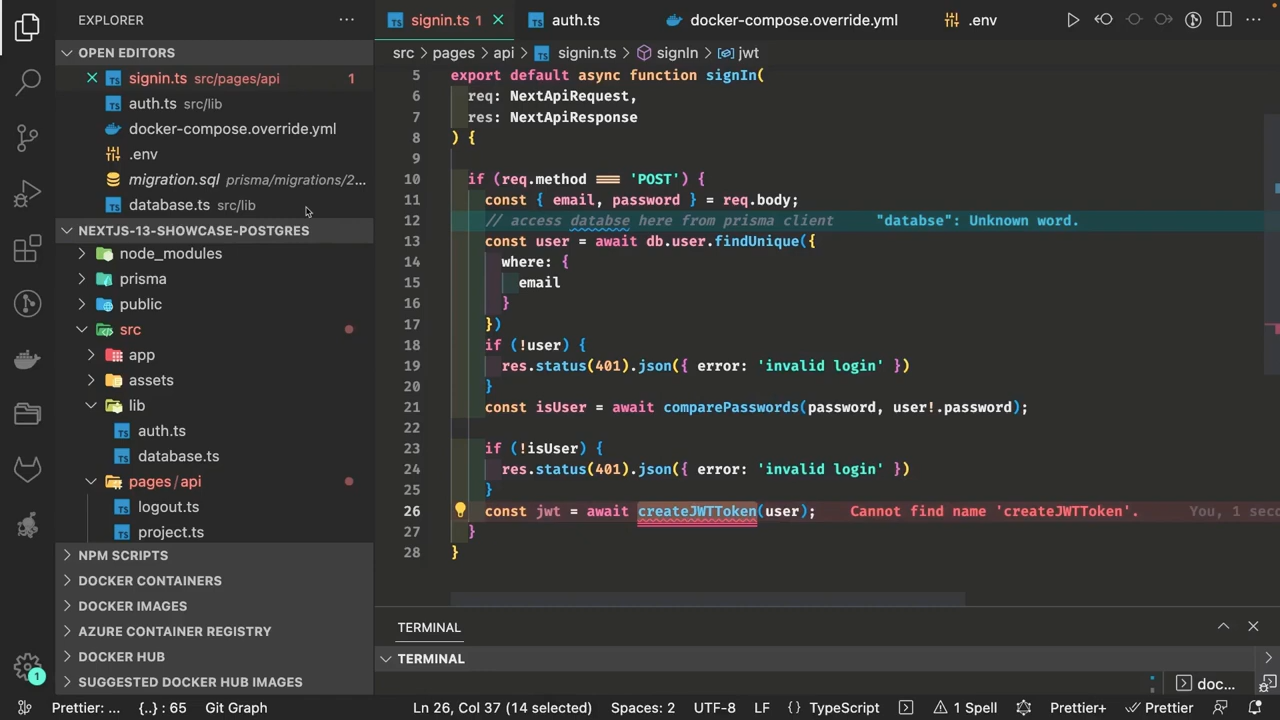 EXPLORER
signin.ts 1
auth.ts
docker-compose.override.yml
.env
OPEN EDITORS
signin.ts src/pages/api 1
auth.ts src/lib
docker-compose.override.yml
.env
migration.sql prisma/migrations/2...
database.ts src/lib
NEXTJS-13-SHOWCASE-POSTGRES
node_modules
prisma
public
src
app
assets
lib
auth.ts
database.ts
pages/api
logout.ts
project.ts
NPM SCRIPTS
DOCKER CONTAINERS
DOCKER IMAGES
AZURE CONTAINER REGISTRY
DOCKER HUB
SUGGESTED DOCKER HUB IMAGES
1
src > pages > api > TS signin.ts > signIn > jwt
5 export default async function signIn(
6 req: NextApiRequest,
7 res: NextApiResponse
8 ) {
9
10 if (req.method === 'POST') {
11 const { email, password } = req.body;
12 // access databse here from prisma client "databse": Unknown word.
13 const user = await db.user.findUnique({
14 where: {
15 email
16 }
17 })
18 if (!user) {
19 res.status(401).json({ error: 'invalid login' })
20 }
21 const isUser = await comparePasswords(password, user!.password);
22
23 if (!isUser) {
24 res.status(401).json({ error: 'invalid login' })
25 }
26 const jwt = await createJWTToken(user); Cannot find name 'createJWTToken'. You, 1 seco
27 }
28 }
TERMINAL
TERMINAL
doc...
Prettier: ... {..} : 65 Git Graph Ln 26, Col 37 (14 selected) Spaces: 2 UTF-8 LF {} TypeScript 1 Spell Prettier+ Prettier